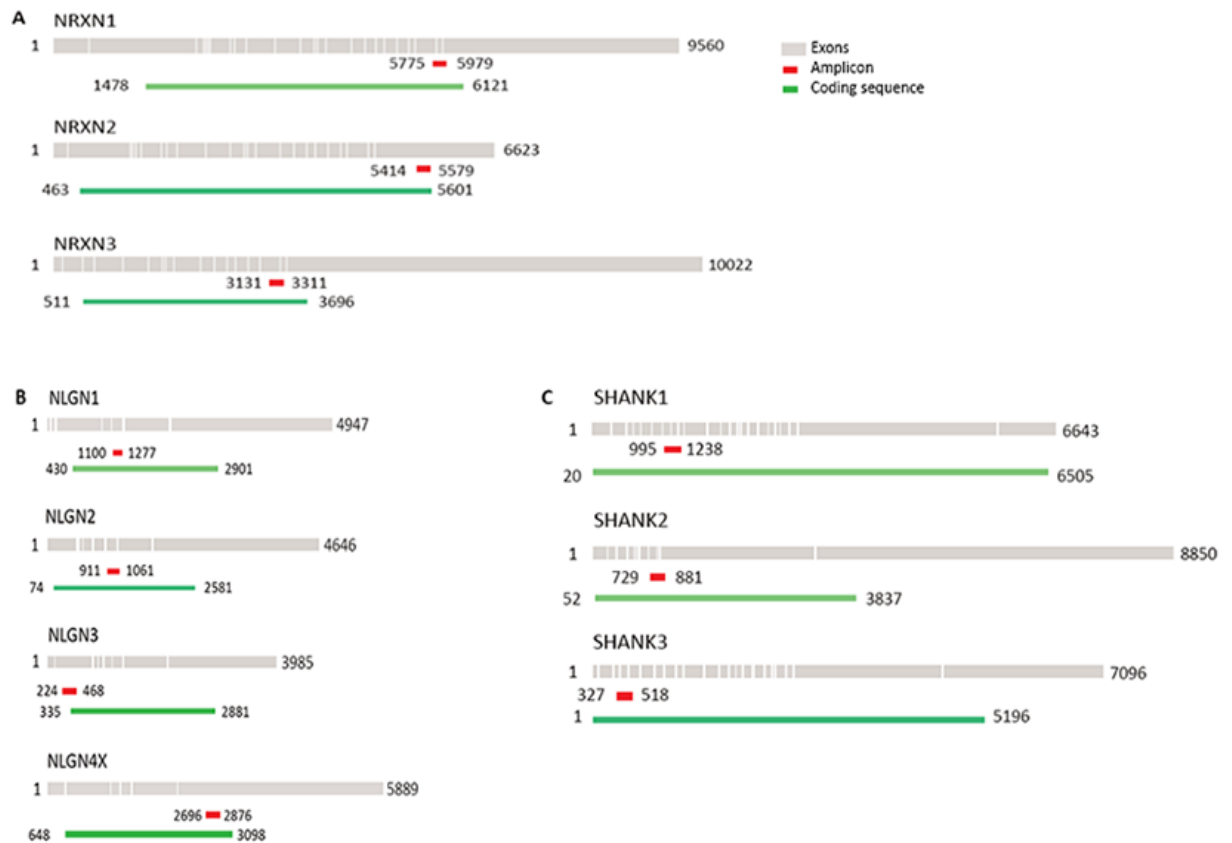 A
NRXN1
1 9560
5775 5979
1478 6121
Exons
Amplicon
Coding sequence
NRXN2
1 6623
5414 5579
463 5601
NRXN3
1 10022
3131 3311
511 3696
B
NLGN1
1 4947
1100 1277
430 2901
NLGN2
1 4646
911 1061
74 2581
NLGN3
1 3985
224 468
335 2881
NLGN4X
1 5889
2696 2876
648 3098
C
SHANK1
1 6643
995 1238
20 6505
SHANK2
1 8850
729 881
52 3837
SHANK3
1 7096
327 518
1 5196